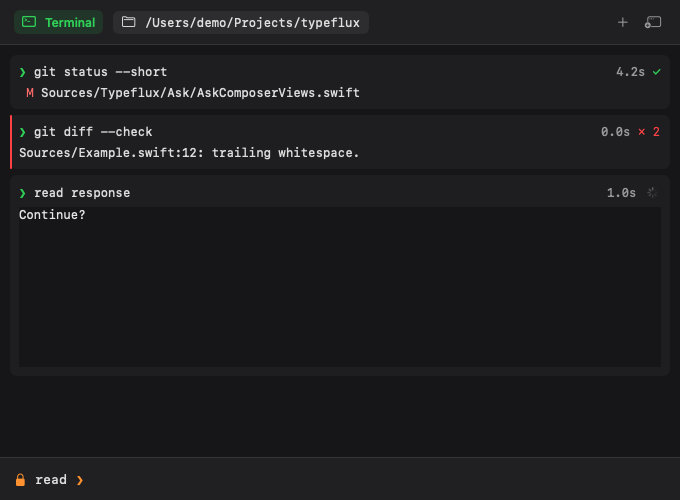 Terminal /Users/demo/Projects/typeflux +
❯ git status --short 4.2s ✓
M Sources/Typeflux/Ask/AskComposerViews.swift
❯ git diff --check 0.0s × 2
Sources/Example.swift:12: trailing whitespace.
❯ read response 1.0s
Continue?
read ❯